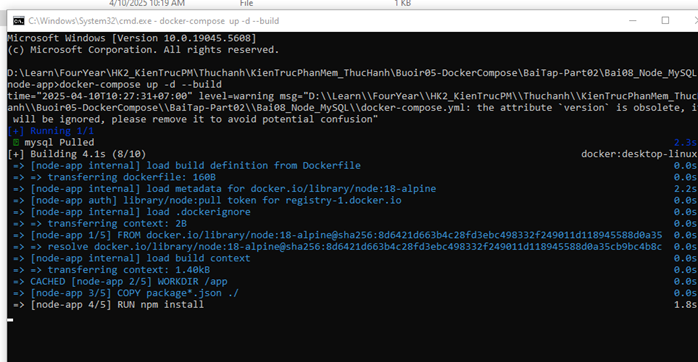 4/10/2025 10:19 AM File 1 KB
C:\Windows\System32\cmd.exe - docker-compose up -d --build
Microsoft Windows [Version 10.0.19045.5608]
(c) Microsoft Corporation. All rights reserved.
D:\Learn\FourYear\HK2_KienTrucPM\Thuchanh\KienTrucPhanMem_ThucHanh\Buoir05-DockerCompose\BaiTap-Part02\Bai08_Node_MySQL\
node-app>docker-compose up -d --build
time="2025-04-10T10:27:31+07:00" level=warning msg="D:\\Learn\\FourYear\\HK2_KienTrucPM\\Thuchanh\\KienTrucPhanMem_ThucH
anh\\Buoir05-DockerCompose\\BaiTap-Part02\\Bai08_Node_MySQL\\docker-compose.yml: the attribute `version` is obsolete, it
will be ignored, please remove it to avoid potential confusion"
[+] Running 1/1
mysql Pulled 2.3s
[+] Building 4.1s (8/10) docker:desktop-linux
=> [node-app internal] load build definition from Dockerfile 0.0s
=> => transferring dockerfile: 160B 0.0s
=> [node-app internal] load metadata for docker.io/library/node:18-alpine 2.2s
=> [node-app auth] library/node:pull token for registry-1.docker.io 0.0s
=> [node-app internal] load .dockerignore 0.0s
=> => transferring context: 2B 0.0s
=> [node-app 1/5] FROM docker.io/library/node:18-alpine@sha256:8d6421d663b4c28fd3ebc498332f249011d118945588d0a35 0.0s
=> => resolve docker.io/library/node:18-alpine@sha256:8d6421d663b4c28fd3ebc498332f249011d118945588d0a35cb9bc4b8c 0.0s
=> [node-app internal] load build context 0.0s
=> => transferring context: 1.40kB 0.0s
=> CACHED [node-app 2/5] WORKDIR /app 0.0s
=> [node-app 3/5] COPY package*.json ./ 0.0s
=> [node-app 4/5] RUN npm install 1.8s